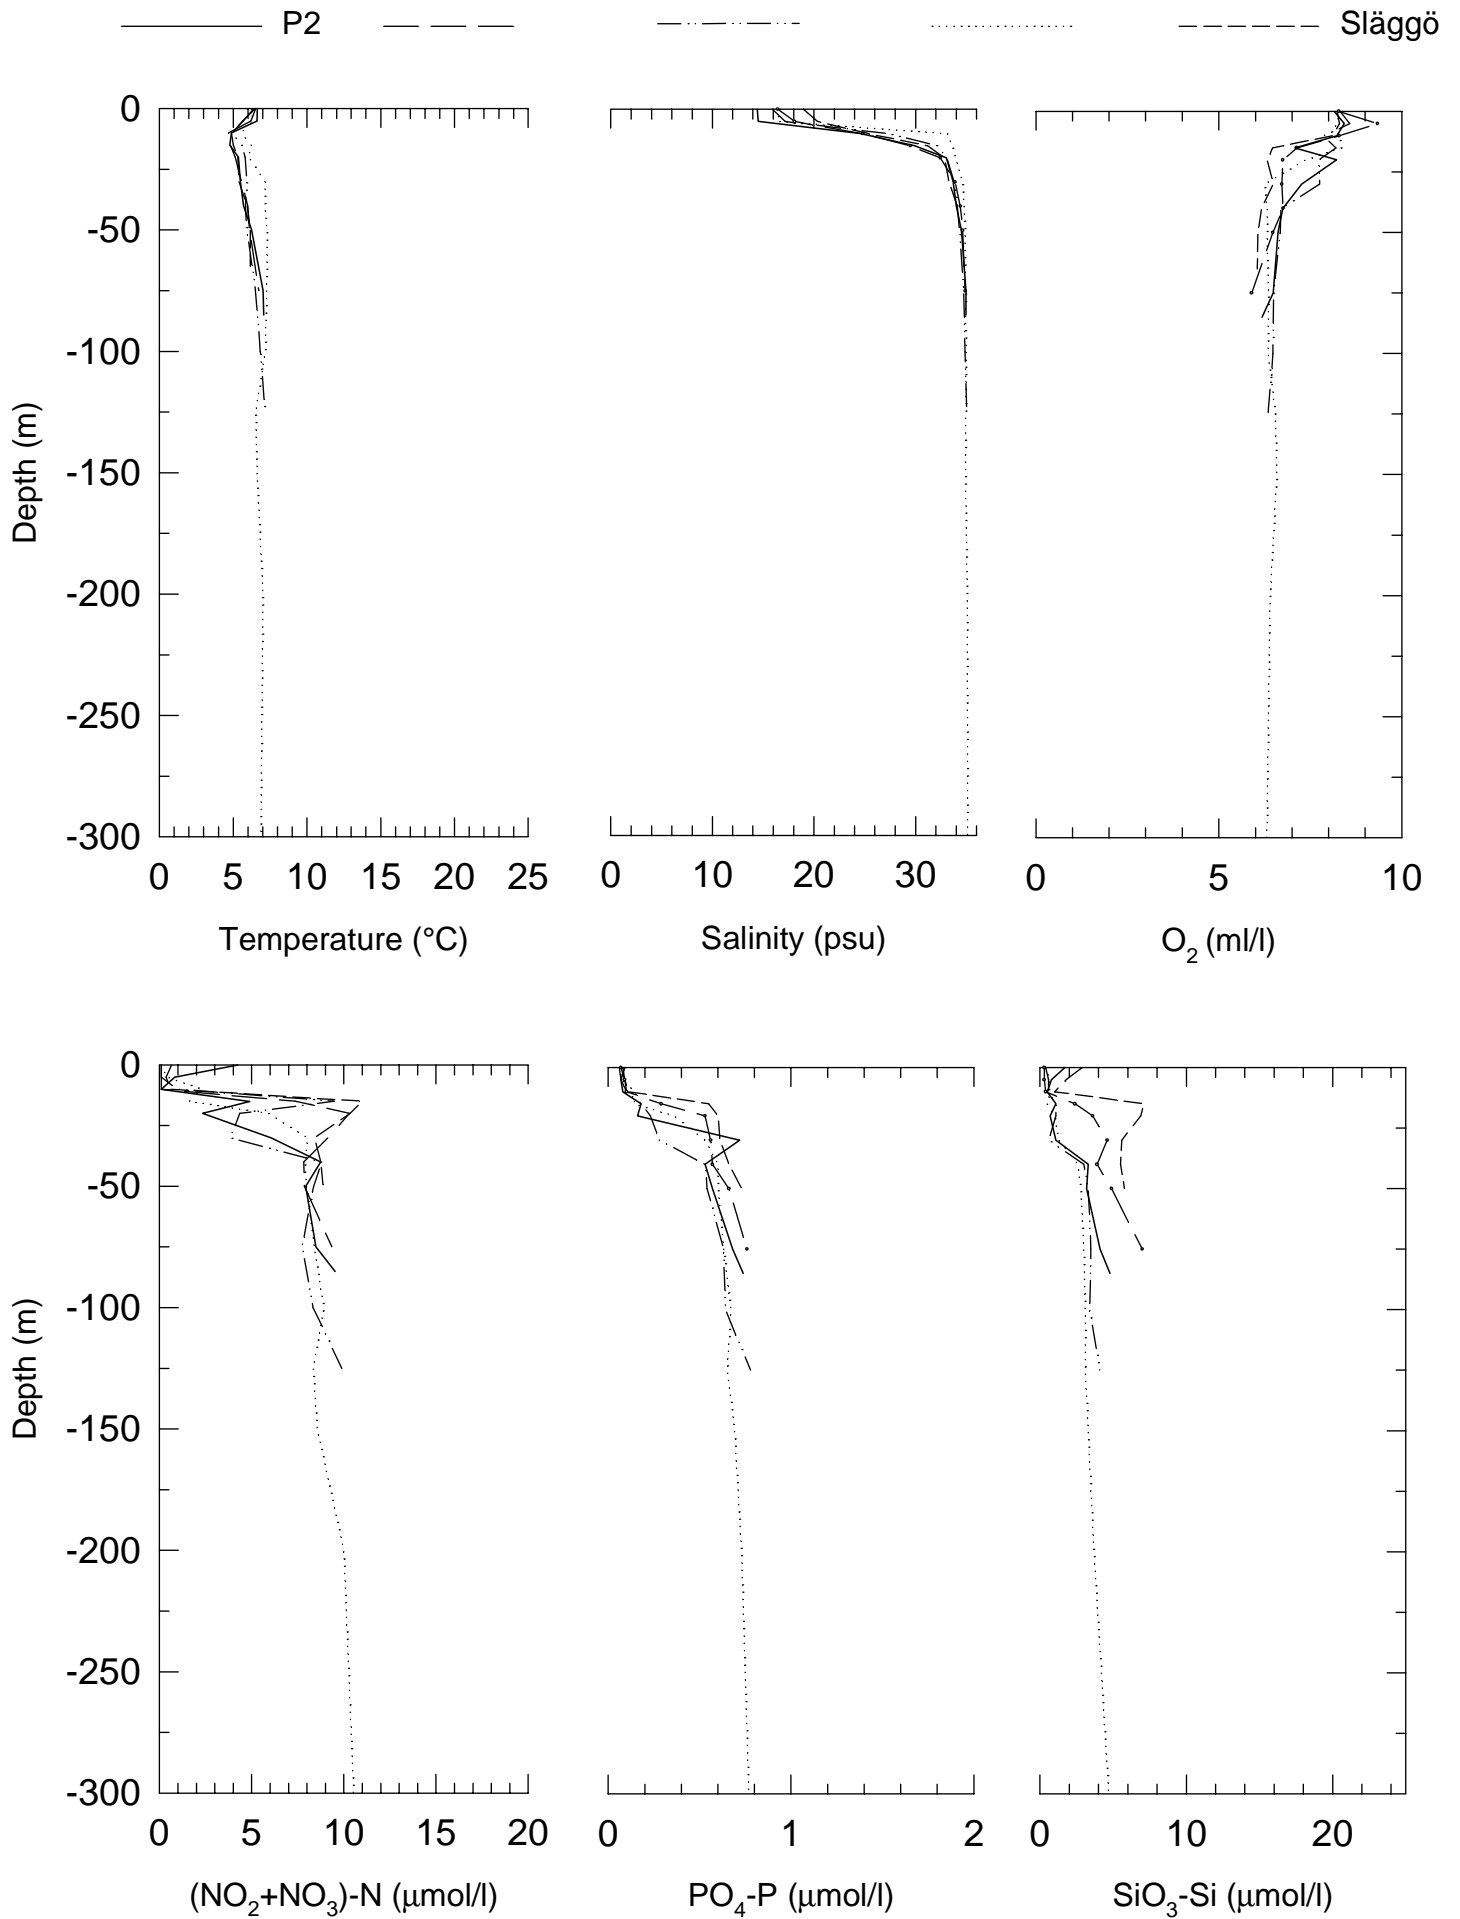 P2 Släggö
0
-50
-100
-150
-200
-250
-300
Depth (m)
0 5 10 15 20 25
Temperature (°C)
0 10 20 30
Salinity (psu)
0 5 10
O2 (ml/l)
0
-50
-100
-150
-200
-250
-300
Depth (m)
0 5 10 15 20
(NO2+NO3)-N (μmol/l)
0 1 2
PO4-P (μmol/l)
0 10 20
SiO3-Si (μmol/l)